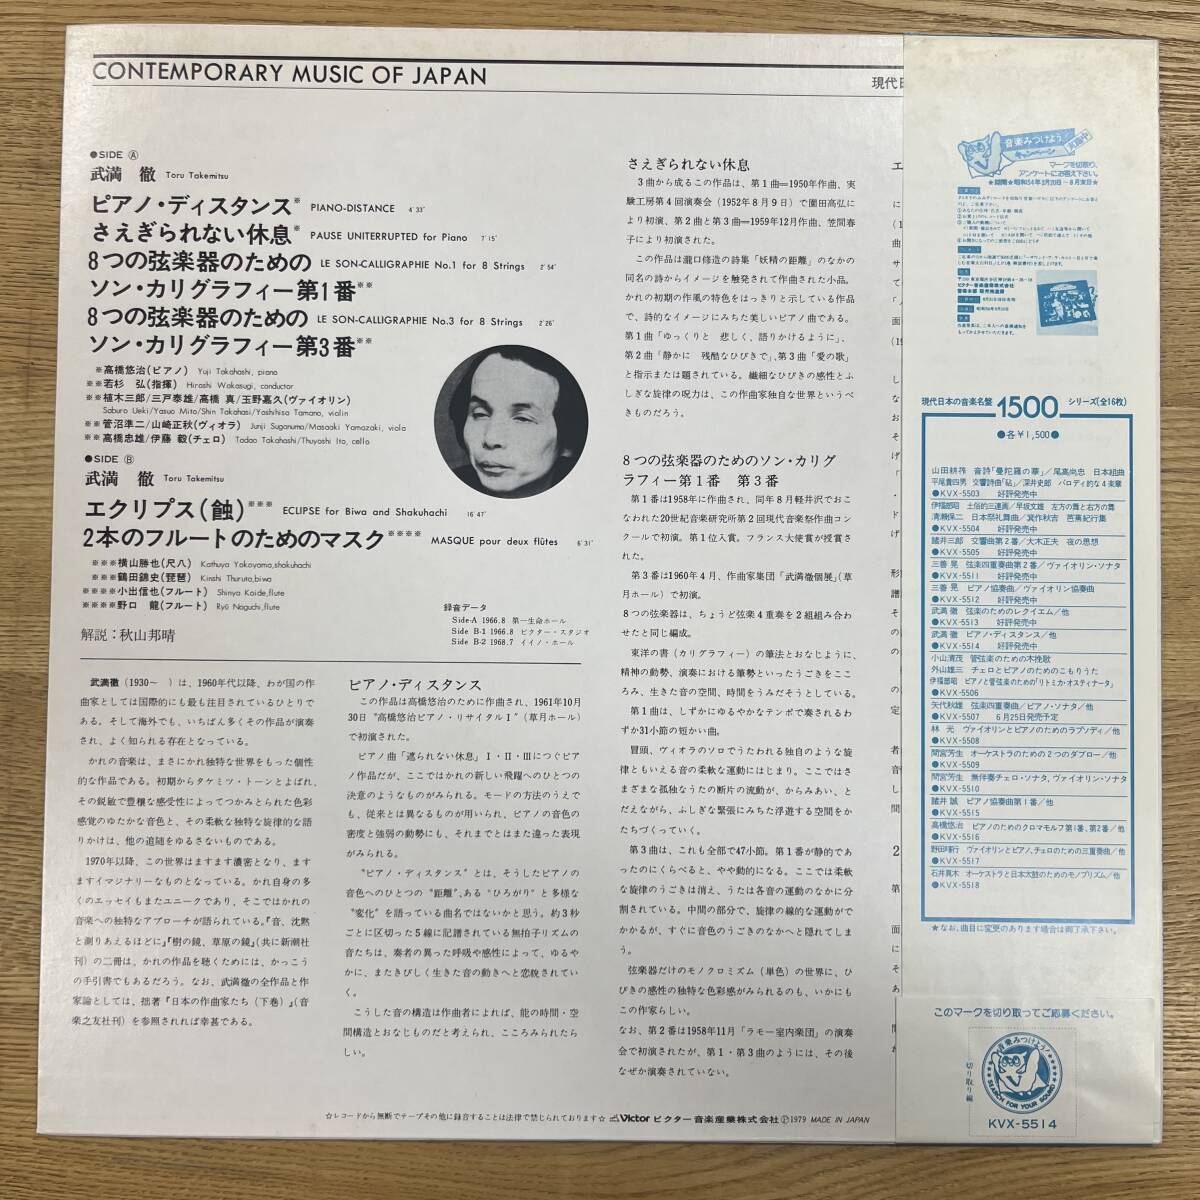 CONTEMPORARY MUSIC OF JAPAN
現代日
●SIDE Ⓐ
武満 徹 Toru Takemitsu
ピアノ・ディスタンス※ PIANO-DISTANCE 4′33″
さえぎられない休息※ PAUSE UNITERRUPTED for Piano 7′15″
8つの弦楽器のための LE SON-CALLIGRAPHIE No.1 for 8 Strings 2′54″
ソン・カリグラフィー第1番※※
8つの弦楽器のための LE SON-CALLIGRAPHIE No.3 for 8 Strings 2′26″
ソン・カリグラフィー第3番※※
※高橋悠治(ピアノ) Yuji Takahashi, piano
※※若杉 弘(指揮) Hiroshi Wakasugi, conductor
※※植木三郎/三戸泰雄/高橋 真/玉野嘉久(ヴァイオリン)
Saburo Ueki/Yasuo Mito/Shin Takahasi/Yashihisa Tamano, violin
※※菅沼準二/山崎正秋(ヴィオラ) Junji Suganuma/Masaaki Yamazaki, viola
※※高橋忠雄/伊藤 毅(チェロ) Tadao Takahashi/Thuyoshi Ito, cello
●SIDE Ⓑ
武満 徹 Toru Takemitsu
エクリプス(蝕)※※※ ECLIPSE for Biwa and Shakuhachi 16′47″
2本のフルートのためのマスク※※※※ MASQUE pour deux flûtes 6′31″
※※※横山勝也(尺八) Kathuya Yokoyama, shakuhachi
※※※鶴田錦史(琵琶) Kinshi Thuruta, biwa
※※※※小出信也(フルート) Shinya Koide, flute
※※※※野口 龍(フルート) Ryū Noguchi, flute
録音データ
Side-A 1966.8 第一生命ホール
Side B-1 1966.8 ビクター・スタジオ
Side B-2 1968.7 イイノ・ホール
解説：秋山邦晴
武満徹(1930～ )は、1960年代以降、わが国の作
曲家としては国際的にも最も注目されているひとりで
ある。そして海外でも、いちばん多くその作品が演奏
され、よく知られる存在となっている。
かれの音楽は、まさにかれ独特な世界をもった個性
的な作品である。初期からタケミツ・トーンとよばれ、
その鋭敏で豊穣な感受性によってつかみとられた色彩
感覚のゆたかな音色と、その柔軟な独特な旋律的な語
りかけは、他の追随をゆるさないものである。
1970年以降、この世界はますます濃密となり、ます
ますイマジナリーなものとなっている。かれ自身の多
くのエッセイもまたユニークであり、そこではかれの
音楽への独特なアプローチが語られている。『音、沈黙
と測りあえるほどに』『樹の鏡、草原の鏡』(共に新潮社
刊)の二冊は、かれの作品を聴くためには、かっこう
の手引書でもあるだろう。なお、武満徹の全作品と作
家論としては、拙著『日本の作曲家たち(下巻)』(音
楽之友社刊)を参照されれば幸甚である。
ピアノ・ディスタンス
この作品は高橋悠治のために作曲され、1961年10月
30日“高橋悠治ピアノ・リサイタルⅠ”(草月ホール)
で初演された。
ピアノ曲「遮られない休息」Ⅰ・Ⅱ・Ⅲにつぐピア
ノ作品だが、ここではかれの新しい飛躍へのひとつの
決意のようなものがみられる。モードの方法のうえで
も、従来とは異なるものが用いられ、ピアノの音色の
密度と強弱の動勢にも、それまでとはまた違った表現
がみられる。
“ピアノ・ディスタンス”とは、そうしたピアノの
音色へのひとつの“距離”、ある“ひろがり”と多様な
“変化”を語っている曲名ではないかと思う。約3秒
ごとに区切った5線に記譜されている無拍子リズムの
音たちは、奏者の異った呼吸や感性によって、ゆるや
かに、またきびしく生きた音の動きへと変貌されてい
く。
こうした音の構造は作曲者によれば、能の時間・空
間構造とおなじものだと考えられ、こころみられたら
しい。
さえぎられない休息
3曲から成るこの作品は、第1曲＝1950年作曲、実
験工房第4回演奏会(1952年8月9日)で園田高弘に
より初演、第2曲と第3曲＝1959年12月作曲、笠間春
子により初演された。
この作品は瀧口修造の詩集「妖精の距離」のなかの
同名の詩からイメージを触発されて作曲された小品。
かれの初期の作風の特色をはっきりと示している作品
で、詩的なイメージにみちた美しいピアノ曲である。
第1曲「ゆっくりと 悲しく、語りかけるように」、
第2曲「静かに 残酷なひびきで」、第3曲「愛の歌」
と指示または題されている。繊細なひびきの感性とふ
しぎな旋律の呪力は、この作曲家独自な世界というべ
きものだろう。
8つの弦楽器のためのソン・カリグ
ラフィー第1番 第3番
第1番は1958年に作曲され、同年8月軽井沢でおこ
なわれた20世紀音楽研究所第2回現代音楽祭作曲コン
クールで初演。第1位入賞。フランス大使賞が授賞さ
れた。
第3番は1960年4月、作曲家集団「武満徹個展」(草
月ホール)で初演。
8つの弦楽器は、ちょうど弦楽4重奏を2組組み合わ
せたと同じ編成。
東洋の書(カリグラフィー)の筆法とおなじように、
精神の動勢、演奏における筆勢といったうごきをここ
ろみ、生きた音の空間、時間をうみだそうとしている。
第1曲は、しずかにゆるやかなテンポで奏されるわ
ずか31小節の短かい曲。
冒頭、ヴィオラのソロでうたわれる独自のような旋
律ともいえる音の柔軟な運動にはじまり。ここではさ
まざまな孤独なうたの断片の流動が、からみあい、と
だえながら、ふしぎな緊張にみちた浮遊する空間をか
たちづくっていく。
第3曲は、これも全部で47小節。第1番が静的であ
ったのにくらべると、やや動的になる。ここでは柔軟
な旋律のうごきは消え、うたは各音の運動のなかに分
割されている。中間の部分で、旋律の線的な運動がで
かかるが、すぐに音色のうごきのなかへと隠れてしま
う。
弦楽器だけのモノクロミズム(単色)の世界に、ひ
びきの感性の独特な色彩感がみられるのも、いかにも
この作家らしい。
なお、第2番は1958年11月「ラモー室内楽団」の演奏
会で初演されたが、第1・第3曲のようには、その後
なぜか演奏されていない。
☆レコードから無断でテープその他に録音することは法律で禁じられております☆ Victor ビクター音楽産業株式会社 Ⓟ1979 MADE IN JAPAN
音楽みつけよう
キャンペーン
実施中
マークを切取り、
アンケートにお答え下さい。
★期間★昭和54年3月20日～8月末日★
現代日本の音楽名盤 1500 シリーズ(全16枚)
●各￥1,500●
山田耕筰 音詩「曼陀羅の華」/尾高尚忠 日本組曲
平尾貴四男 交響詩曲「砧」/深井史郎 パロディ的な4楽章
●KVX-5503 好評発売中
伊福部昭 土俗的三連画/早坂文雄 左方の舞と右方の舞
清瀬保二 日本祭礼舞曲/箕作秋吉 芭蕉紀行集
●KVX-5504 好評発売中
諸井三郎 交響曲第2番/大木正夫 夜の思想
●KVX-5505 好評発売中
三善 晃 弦楽四重奏曲第2番/ヴァイオリン・ソナタ
●KVX-5511 好評発売中
三善 晃 ピアノ協奏曲/ヴァイオリン協奏曲
●KVX-5512 好評発売中
武満 徹 弦楽のためのレクイエム/他
●KVX-5513 好評発売中
武満 徹 ピアノ・ディスタンス/他
●KVX-5514 好評発売中
小山清茂 管弦楽のための木挽歌
外山雄三 チェロとピアノのためのこもりうた
伊福部昭 ピアノと管弦楽のための「リトミカ・オスティナータ」
●KVX-5506
矢代秋雄 弦楽四重奏曲/ピアノ・ソナタ/他
●KVX-5507 6月25日発売予定
林 光 ヴァイオリンとピアノのためのラプソディ/他
●KVX-5508
間宮芳生 オーケストラのための2つのタブロー/他
●KVX-5509
間宮芳生 無伴奏チェロ・ソナタ、ヴァイオリン・ソナタ
●KVX-5510
諸井 誠 ピアノ協奏曲第1番/他
●KVX-5515
高橋悠治 ピアノのためのクロマモルフ第1番、第2番/他
●KVX-5516
野田暉行 ヴァイオリンとピアノ、チェロのための三重奏曲/他
●KVX-5517
石井真木 オーケストラと日本太鼓のためのモノプリズム/他
●KVX-5518
★なお、曲目に変更のあります場合は御了承下さい。
このマークを切り取ってご応募ください。
切り取り線
音楽みつけよう!
SEARCH FOR YOUR SOUND
KVX-5514